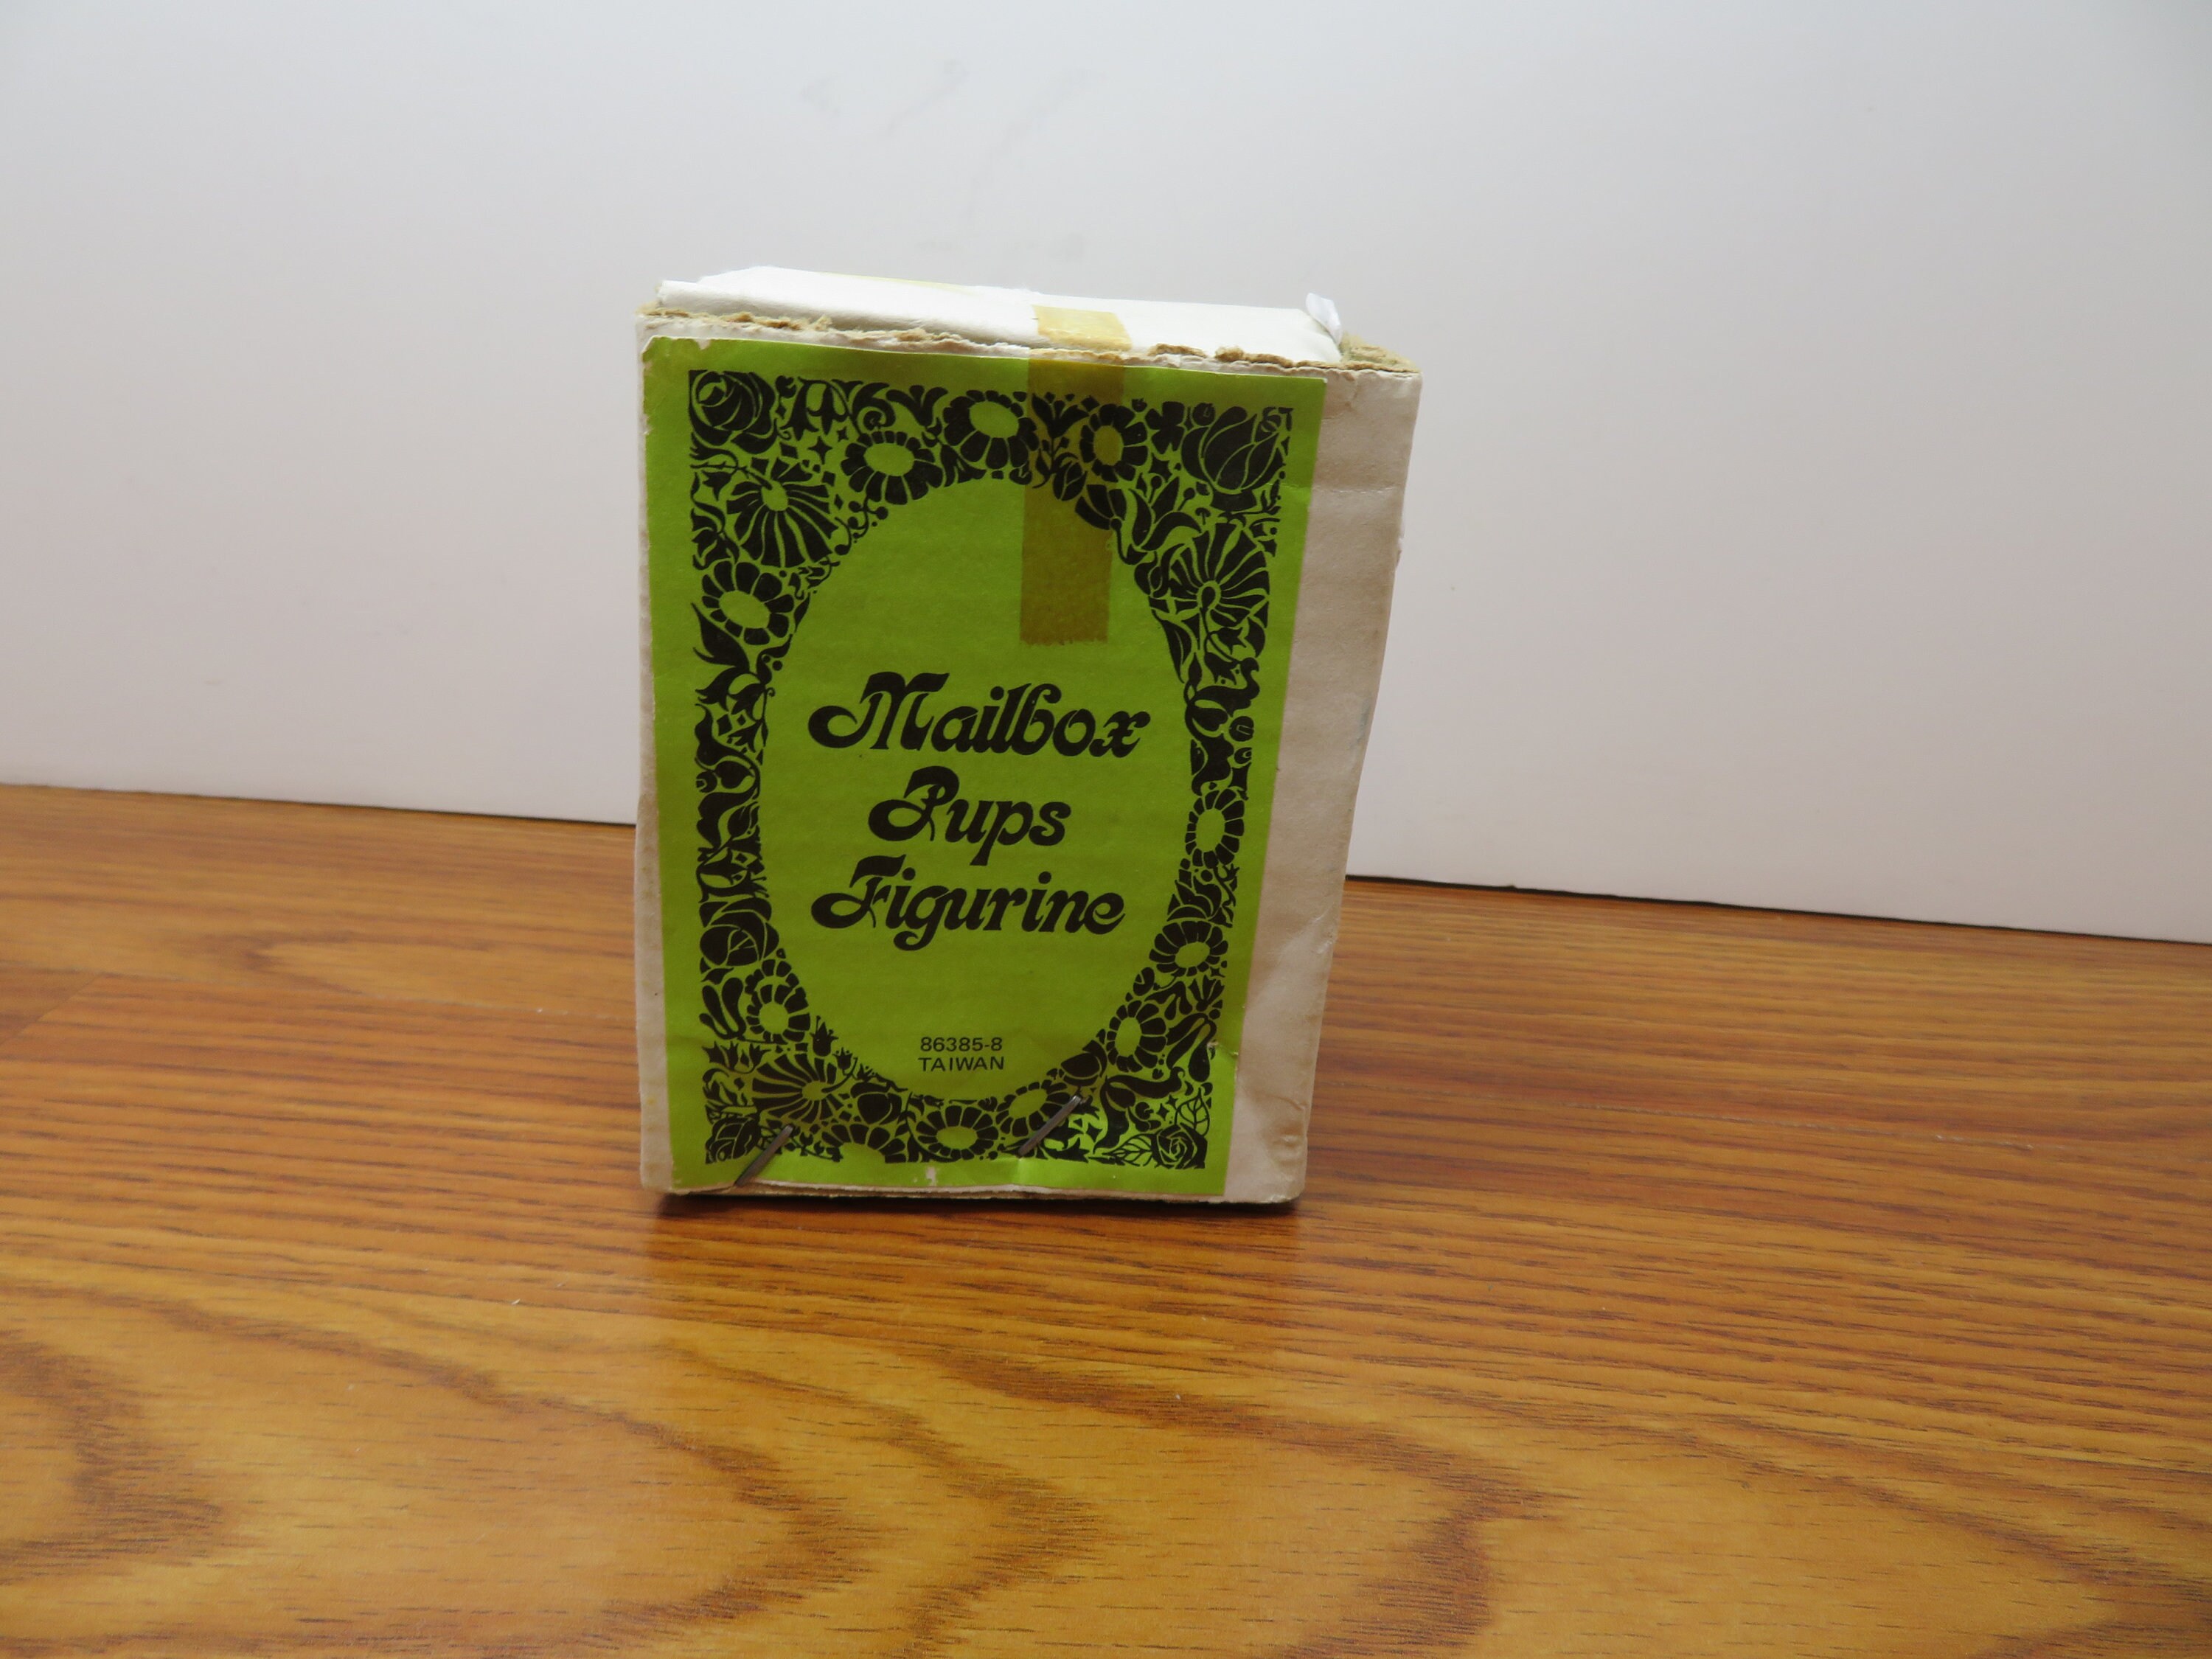 Mailbox
Pups
Figurine
86385-8
TAIWAN